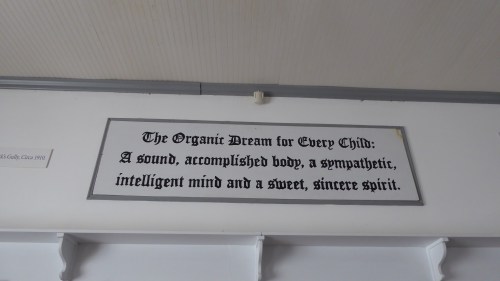 The Organic Dream for Every Child:
A sound, accomplished body, a sympathetic,
intelligent mind and a sweet, sincere spirit.